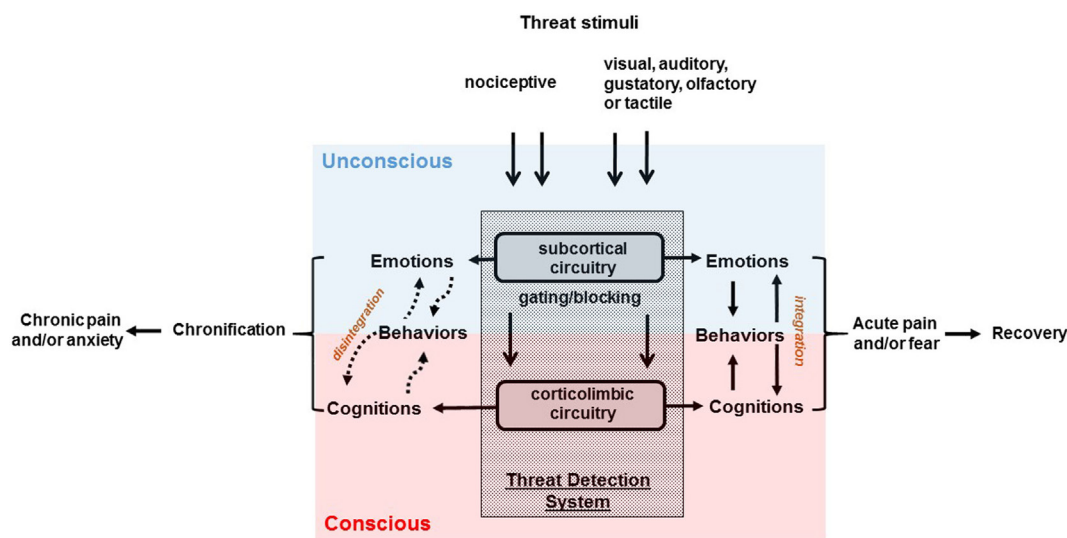 Threat stimuli
nociceptive
visual, auditory,
gustatory, olfactory
or tactile
Unconscious
subcortical
circuitry
gating/blocking
corticolimbic
circuitry
Threat Detection
System
Emotions
disintegration
Behaviors
Cognitions
Chronification
Chronic pain
and/or anxiety
Emotions
Behaviors
integration
Cognitions
Acute pain
and/or fear
Recovery
Conscious